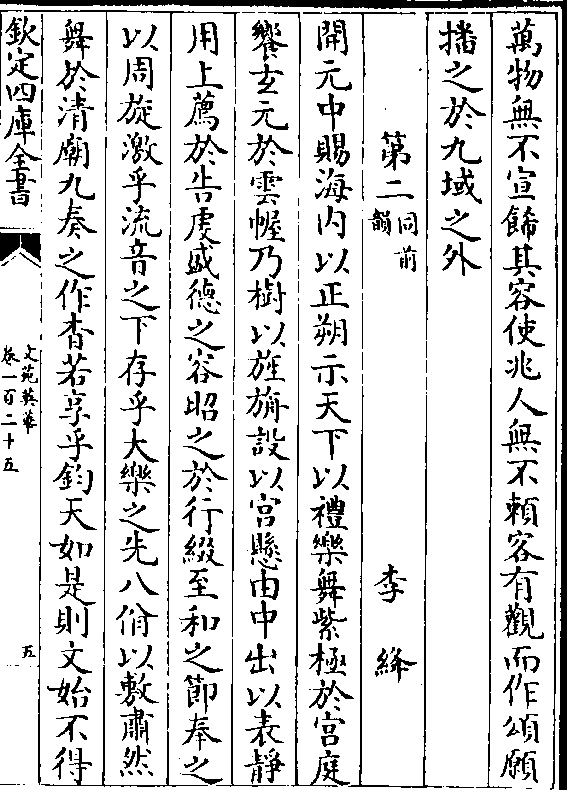 萬物無不宣飾其容使兆人無不賴客有觀而作頌願
播之於九域之外
第二同前韻 李絳
開元中賜海内以正朔示天下以禮樂舞紫極於宫庭
饗玄元於雲幄乃樹以旌旃設以宫懸由中出以表靜
用上薦於告虔盛德之容昭之於行綴至和之節奉之
以周旋激乎流音之下存乎大樂之先八佾以敷肅然
舞於清廟九奏之作杳若享乎鈞天如是則文始不得
欽定四庫全書
文苑英華
卷一百二十五
五